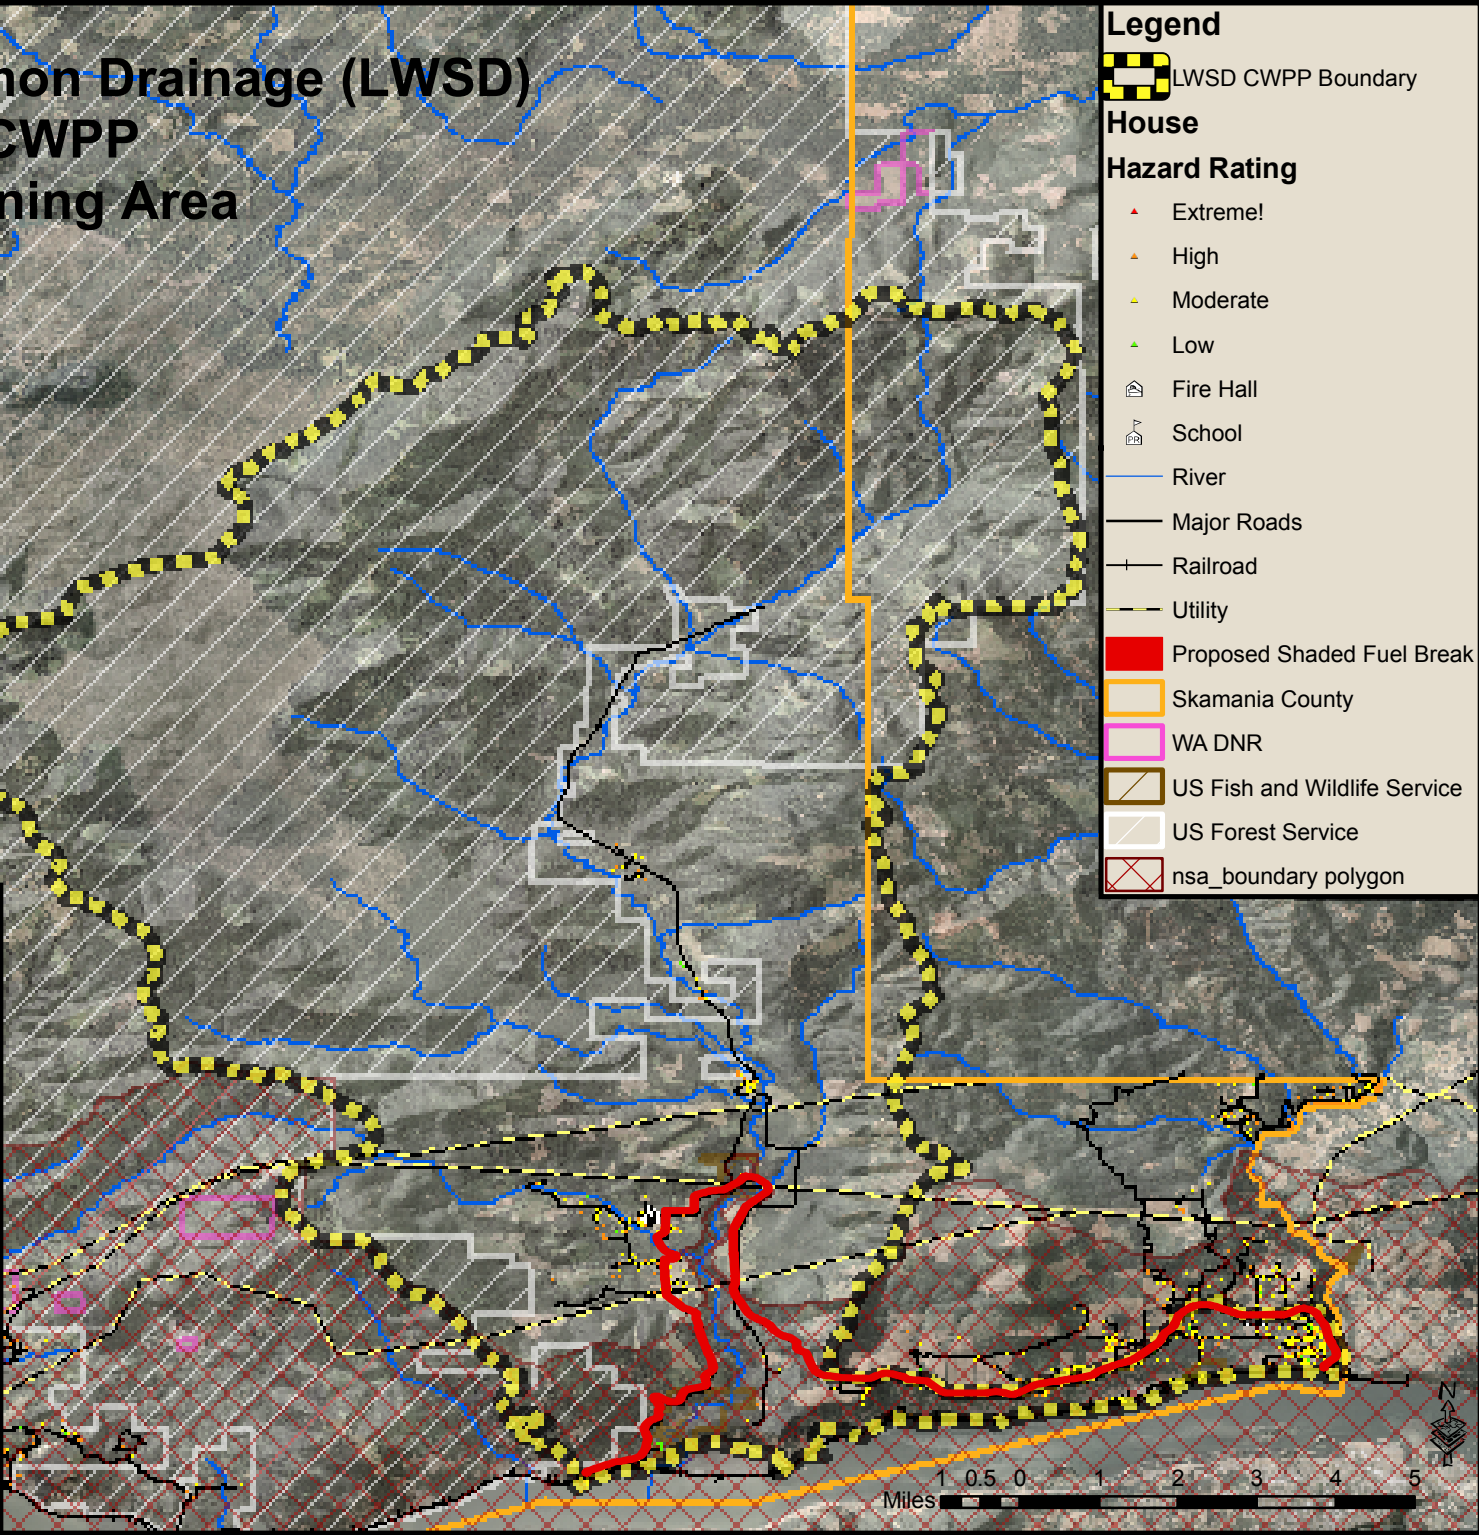 non Drainage (LWSD)
CWPP
ning Area
Legend
LWSD CWPP Boundary
House
Hazard Rating
Extreme!
High
Moderate
Low
Fire Hall
PR
School
River
Major Roads
Railroad
Utility
Proposed Shaded Fuel Break
Skamania County
WA DNR
US Fish and Wildlife Service
US Forest Service
nsa_boundary polygon
N
1 0.5 0 1 2 3 4 5
Miles